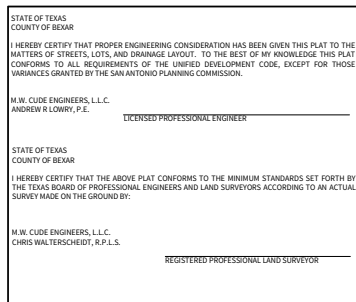 STATE OF TEXAS
COUNTY OF BEXAR
I HEREBY CERTIFY THAT PROPER ENGINEERING CONSIDERATION HAS BEEN GIVEN THIS PLAT TO THE
MATTERS OF STREETS, LOTS, AND DRAINAGE LAYOUT. TO THE BEST OF MY KNOWLEDGE THIS PLAT
CONFORMS TO ALL REQUIREMENTS OF THE UNIFIED DEVELOPMENT CODE, EXCEPT FOR THOSE
VARIANCES GRANTED BY THE SAN ANTONIO PLANNING COMMISSION.
M.W. CUDE ENGINEERS, L.L.C.
ANDREW R LOWRY, P.E.
LICENSED PROFESSIONAL ENGINEER
STATE OF TEXAS
COUNTY OF BEXAR
I HEREBY CERTIFY THAT THE ABOVE PLAT CONFORMS TO THE MINIMUM STANDARDS SET FORTH BY
THE TEXAS BOARD OF PROFESSIONAL ENGINEERS AND LAND SURVEYORS ACCORDING TO AN ACTUAL
SURVEY MADE ON THE GROUND BY:
M.W. CUDE ENGINEERS, L.L.C.
CHRIS WALTERSCHEIDT, R.P.L.S.
REGISTERED PROFESSIONAL LAND SURVEYOR